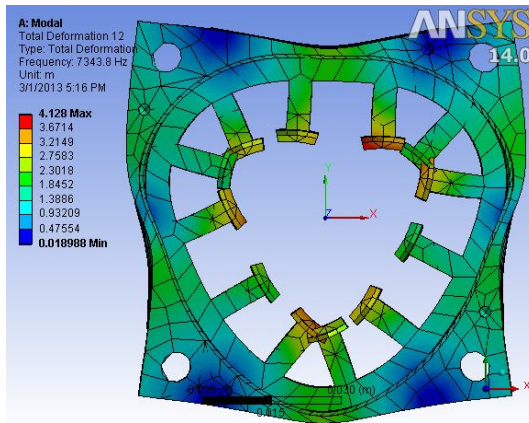 A: Modal
Total Deformation 12
Type: Total Deformation
Frequency: 7343.8 Hz
Unit: m
3/1/2013 5:16 PM
ANSYS
14.0
4.128 Max
3.6714
3.2149
2.7583
2.3018
1.8452
1.3886
0.93209
0.47554
0.018988 Min
Y
Z
X
0.030 (m)
0.015
X